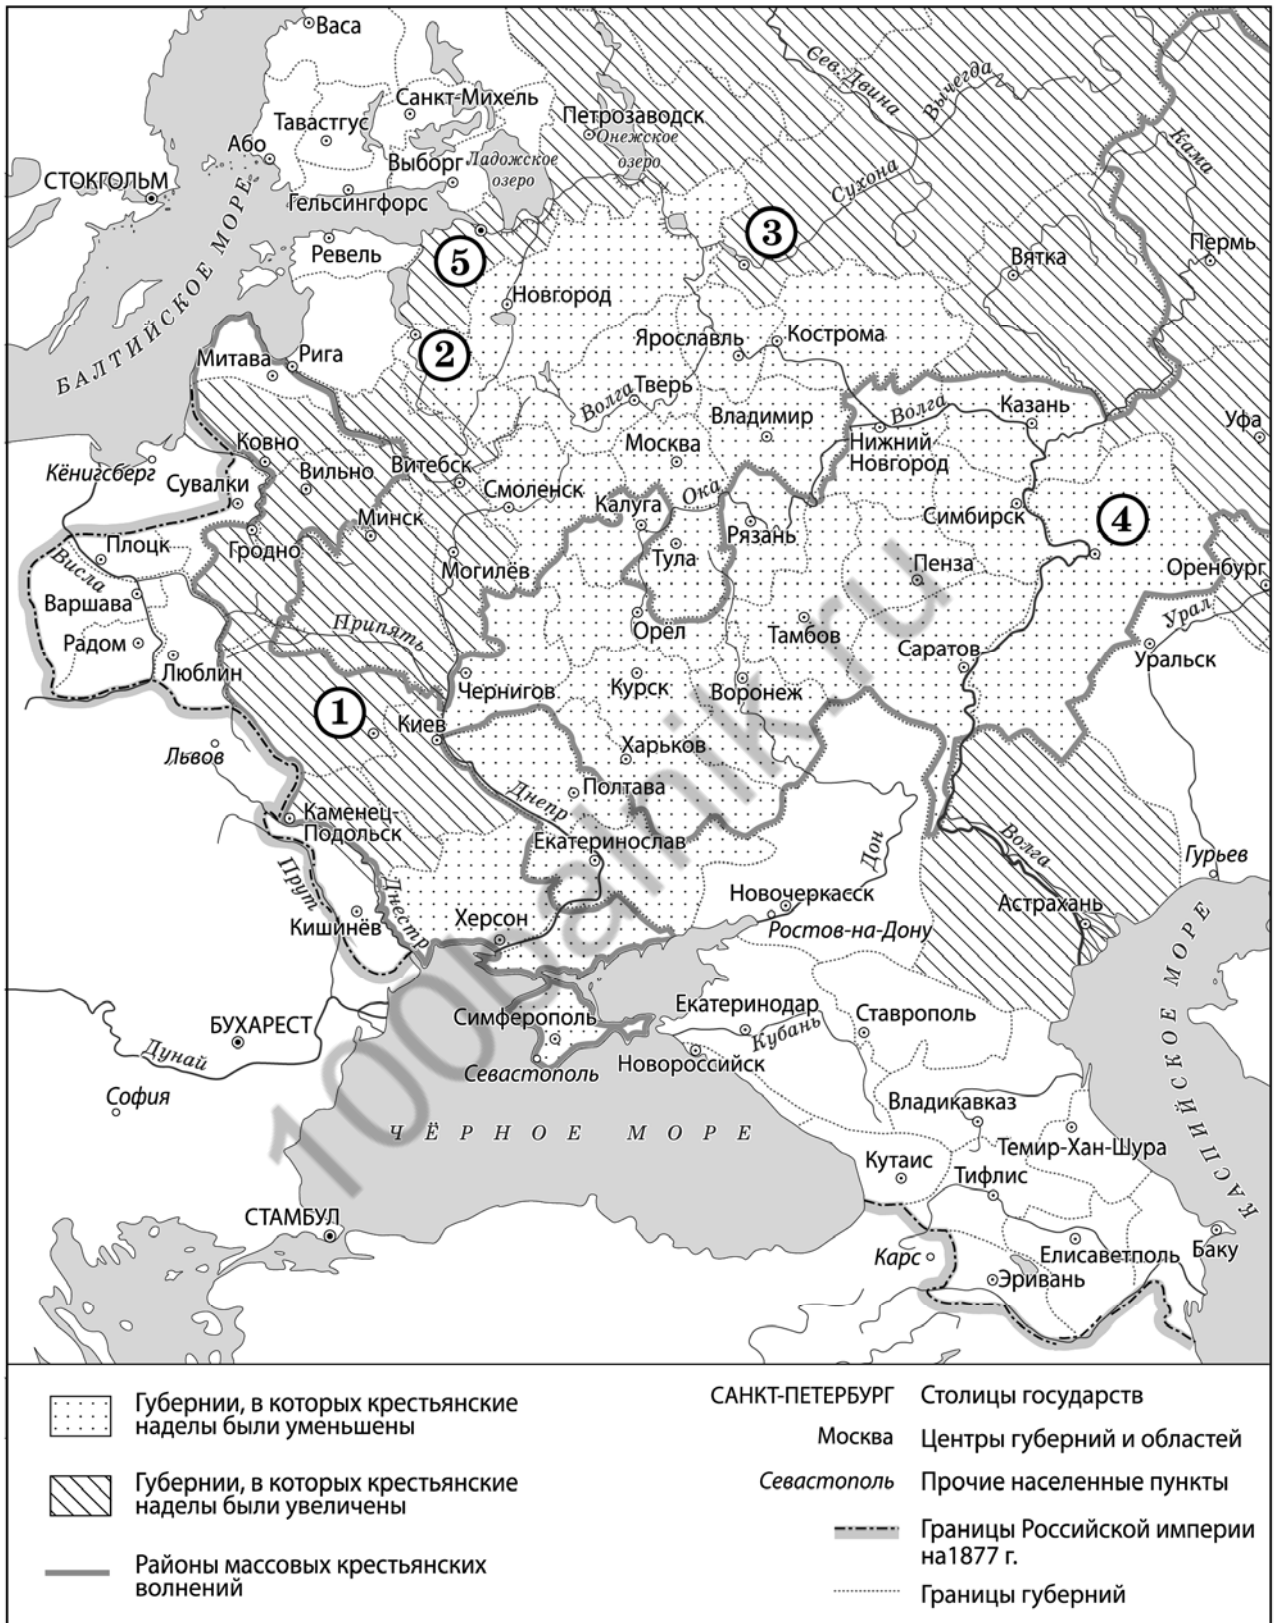 Васа
Санкт-Михель
Тавастгус
Петрозаводск
Онежское
озеро
Сев. Двина
Вычегда
Кама
Або
Выборг
Ладожское
озеро
СТОКГОЛЬМ
Гельсингфорс
Сухона
Ревель
5
3
Вятка
Пермь
БАЛТИЙСКОЕ МОРЕ
Новгород
2
Ярославль
Кострома
Митава
Рига
Волга
Тверь
Владимир
Волга
Казань
Уфа
Ковно
Москва
Нижний
Новгород
Кёнигсберг
Вильно
Витебск
Сувалки
Смоленск
Калуга
Ока
Минск
Симбирск
4
Рязань
Плоцк
Гродно
Тула
Висла
Могилёв
Пенза
Оренбург
Варшава
Припять
Орёл
Тамбов
Урал
Радом
Люблин
Саратов
Уральск
Чернигов
Курск
Воронеж
1
Киев
Львов
Харьков
Днепр
Полтава
Каменец-
Подольск
Екатеринослав
Дон
Волга
Гурьев
Прут
Днестр
Новочеркасск
Астрахань
Кишинёв
Херсон
Ростов-на-Дону
БУХАРЕСТ
Симферополь
Екатеринодар
Кубань
Ставрополь
Дунай
Севастополь
Новороссийск
София
Владикавказ
ЧЁРНОЕ МОРЕ
Темир-Хан-Шура
КАСПИЙСКОЕ МОРЕ
Кутаис
Тифлис
СТАМБУЛ
Карс
Елисаветполь
Баку
Эривань
100balnik.ru
Губернии, в которых крестьянские
наделы были уменьшены
Губернии, в которых крестьянские
наделы были увеличены
Районы массовых крестьянских
волнений
САНКТ-ПЕТЕРБУРГ Столицы государств
Москва Центры губерний и областей
Севастополь Прочие населенные пункты
Границы Российской империи
на1877 г.
Границы губерний